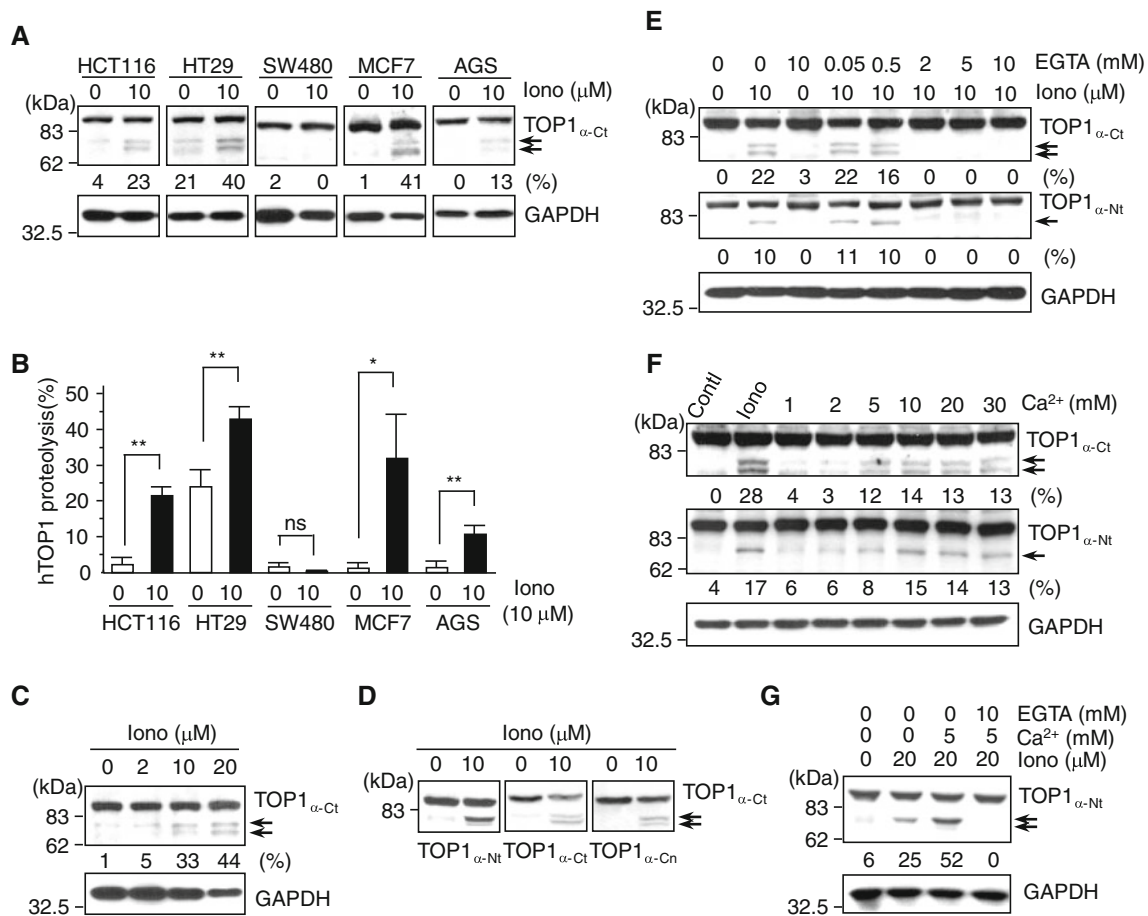 A
HCT116 HT29 SW480 MCF7 AGS
0 10 0 10 0 10 0 10 0 10 Iono (μM)
(kDa)
83
62
TOP1α-Ct
4 23 21 40 2 0 1 41 0 13 (%)
32.5
GAPDH
B
hTOP1 proteolysis(%)
50
40
30
20
10
0
** ** ns * **
0 10 0 10 0 10 0 10 0 10 Iono
HCT116 HT29 SW480 MCF7 AGS (10 μM)
C
Iono (μM)
0 2 10 20
(kDa)
83
62
TOP1α-Ct
1 5 33 44 (%)
32.5
GAPDH
D
Iono (μM)
0 10 0 10 0 10
(kDa)
83
TOP1α-Ct
TOP1α-Nt TOP1α-Ct TOP1α-Cn
E
0 0 10 0.05 0.5 2 5 10 EGTA (mM)
0 10 0 10 10 10 10 10 Iono (μM)
(kDa)
83
TOP1α-Ct
0 22 3 22 16 0 0 0 (%)
83
TOP1α-Nt
0 10 0 11 10 0 0 0 (%)
32.5
GAPDH
F
Contl Iono 1 2 5 10 20 30 Ca²⁺ (mM)
(kDa)
83
TOP1α-Ct
0 28 4 3 12 14 13 13 (%)
83
62
TOP1α-Nt
4 17 6 6 8 15 14 13 (%)
32.5
GAPDH
G
0 0 0 10 EGTA (mM)
0 0 5 5 Ca²⁺ (mM)
0 20 20 20 Iono (μM)
(kDa)
83
62
TOP1α-Nt
6 25 52 0
32.5
GAPDH